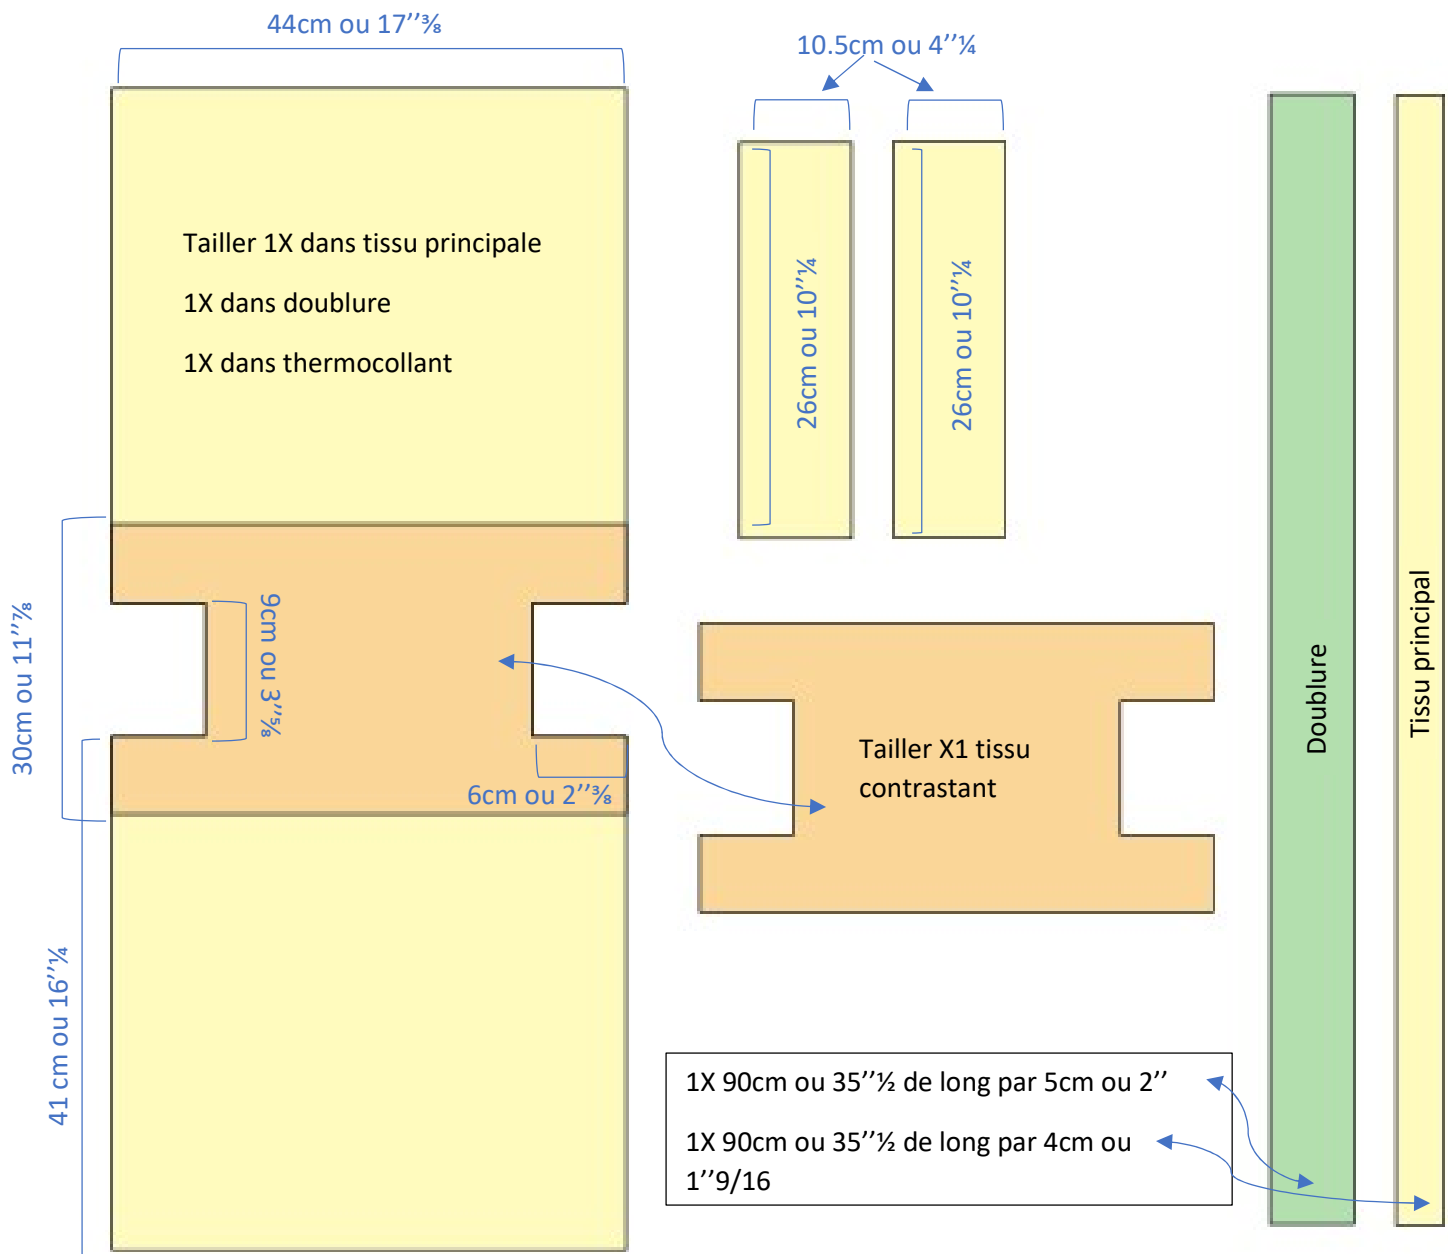 44cm ou 17’’⅜
10.5cm ou 4’’¼
Tailler 1X dans tissu principale
1X dans doublure
1X dans thermocollant
26cm ou 10’’¼
26cm ou 10’’¼
30cm ou 11’’⅞
9cm ou 3’’⅝
6cm ou 2’’⅜
41 cm ou 16’’¼
Tailler X1 tissu
contrastant
Doublure
Tissu principal
1X 90cm ou 35’’½ de long par 5cm ou 2’’
1X 90cm ou 35’’½ de long par 4cm ou
1’’9/16